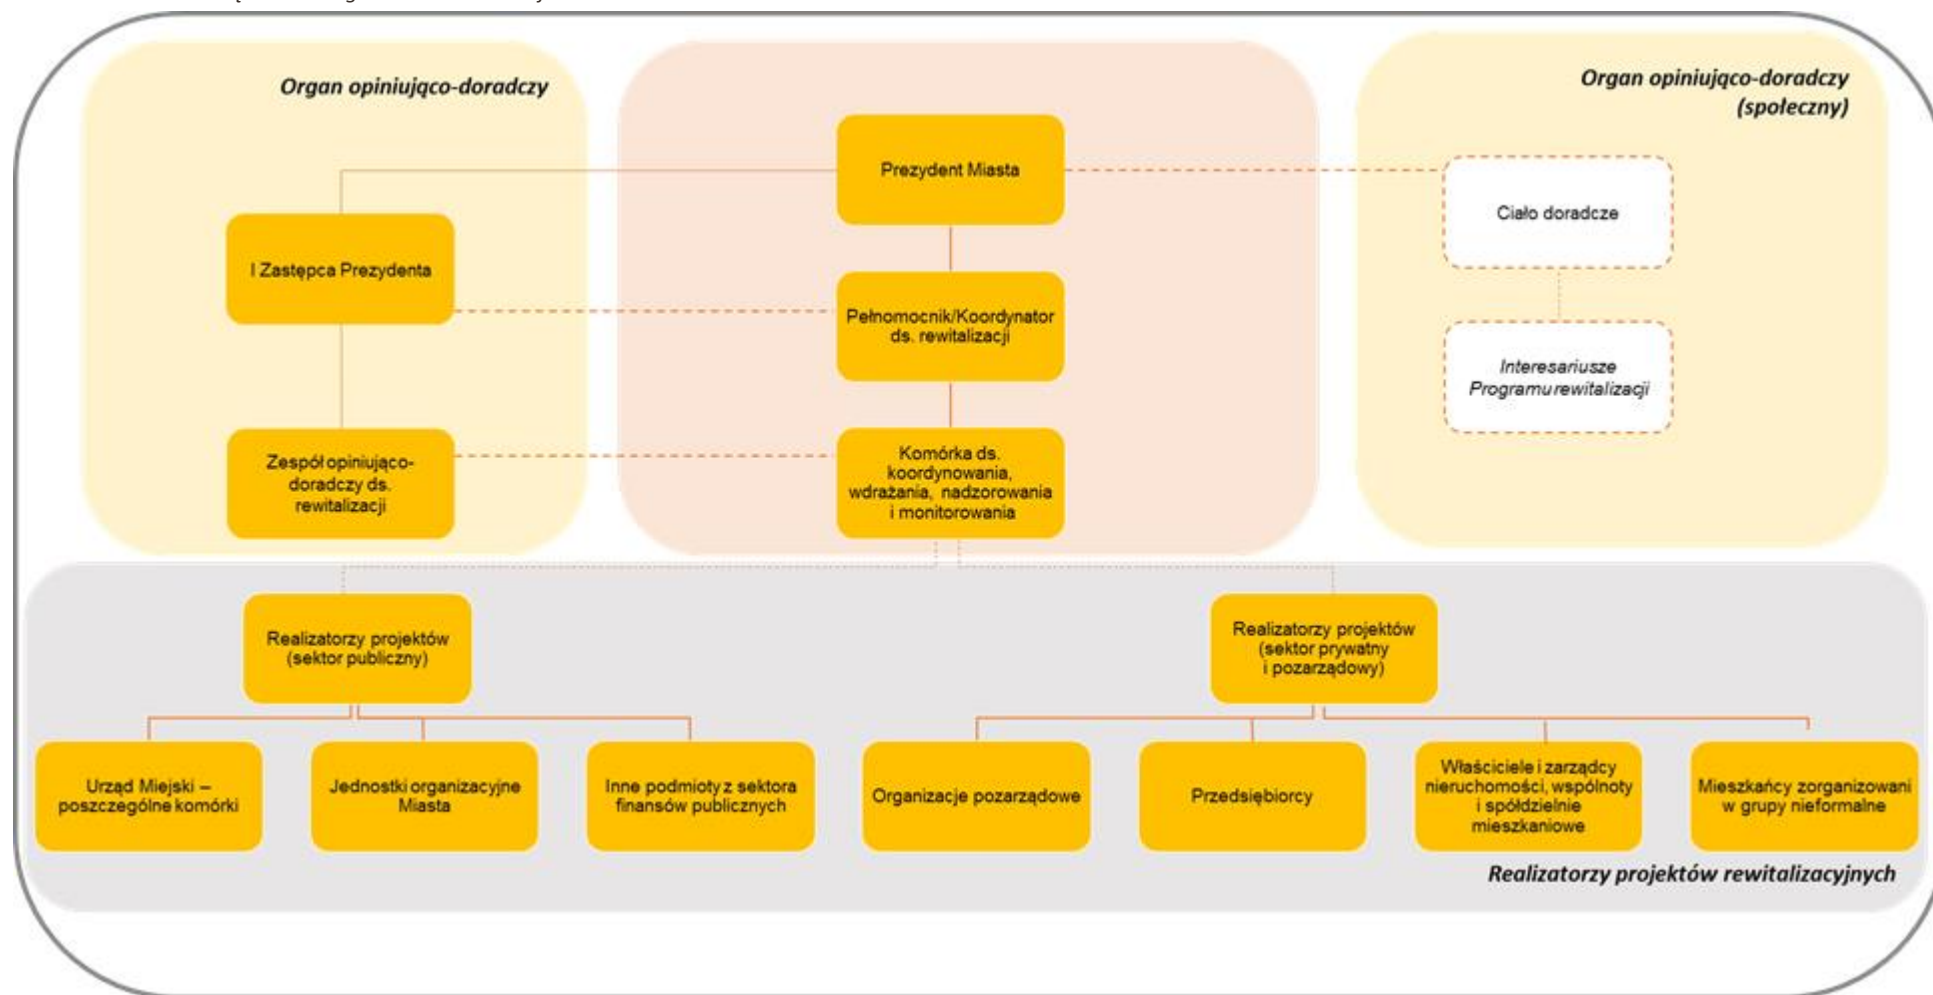 Organ opiniująco-doradczy
Organ opiniująco-doradczy
(społeczny)
Prezydent Miasta
Ciało doradcze
I Zastępca Prezydenta
Pełnomocnik/Koordynator
ds. rewitalizacji
Interesariusze
Programu rewitalizacji
Zespół opiniująco-
doradczy ds.
rewitalizacji
Komórka ds.
koordynowania,
wdrażania, nadzorowania
i monitorowania
Realizatorzy projektów
(sektor publiczny)
Realizatorzy projektów
(sektor prywatny
i pozarządowy)
Urząd Miejski –
poszczególne komórki
Jednostki organizacyjne
Miasta
Inne podmioty z sektora
finansów publicznych
Organizacje pozarządowe
Przedsiębiorcy
Właściciele i zarządcy
nieruchomości, wspólnoty
i spółdzielnie
mieszkaniowe
Mieszkańcy zorganizowani
w grupy nieformalne
Realizatorzy projektów rewitalizacyjnych